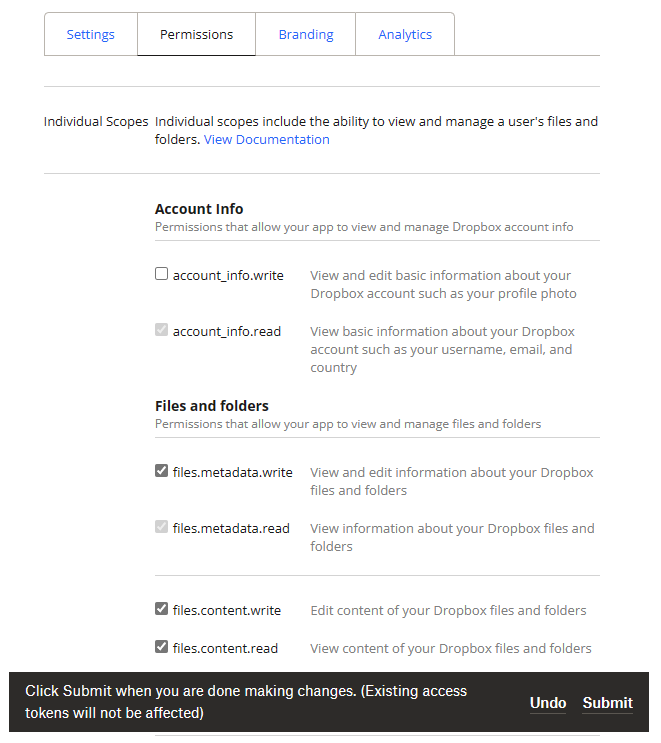 Settings
Permissions
Branding
Analytics
Individual Scopes
Individual scopes include the ability to view and manage a user's files and
folders. View Documentation
Account Info
Permissions that allow your app to view and manage Dropbox account info
account_info.write
View and edit basic information about your
Dropbox account such as your profile photo
account_info.read
View basic information about your Dropbox
account such as your username, email, and
country
Files and folders
Permissions that allow your app to view and manage files and folders
files.metadata.write
View and edit information about your Dropbox
files and folders
files.metadata.read
View information about your Dropbox files and
folders
files.content.write
Edit content of your Dropbox files and folders
files.content.read
View content of your Dropbox files and folders
Click Submit when you are done making changes. (Existing access
tokens will not be affected)
Undo
Submit